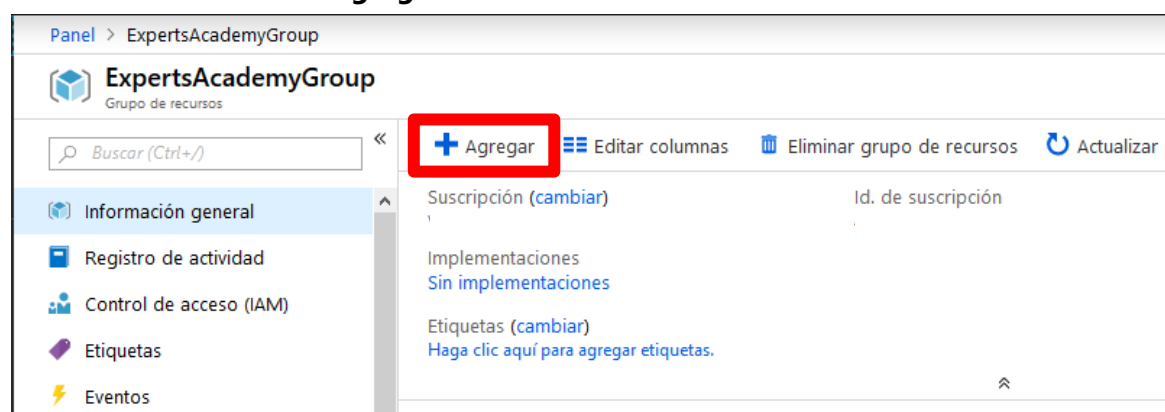 Panel > ExpertsAcademyGroup
ExpertsAcademyGroup
Grupo de recursos
Buscar (Ctrl+/)
Información general
Registro de actividad
Control de acceso (IAM)
Etiquetas
Eventos
Agregar Editar columnas Eliminar grupo de recursos Actualizar
Suscripción (cambiar) Id. de suscripción
Implementaciones
Sin implementaciones
Etiquetas (cambiar)
Haga clic aquí para agregar etiquetas.